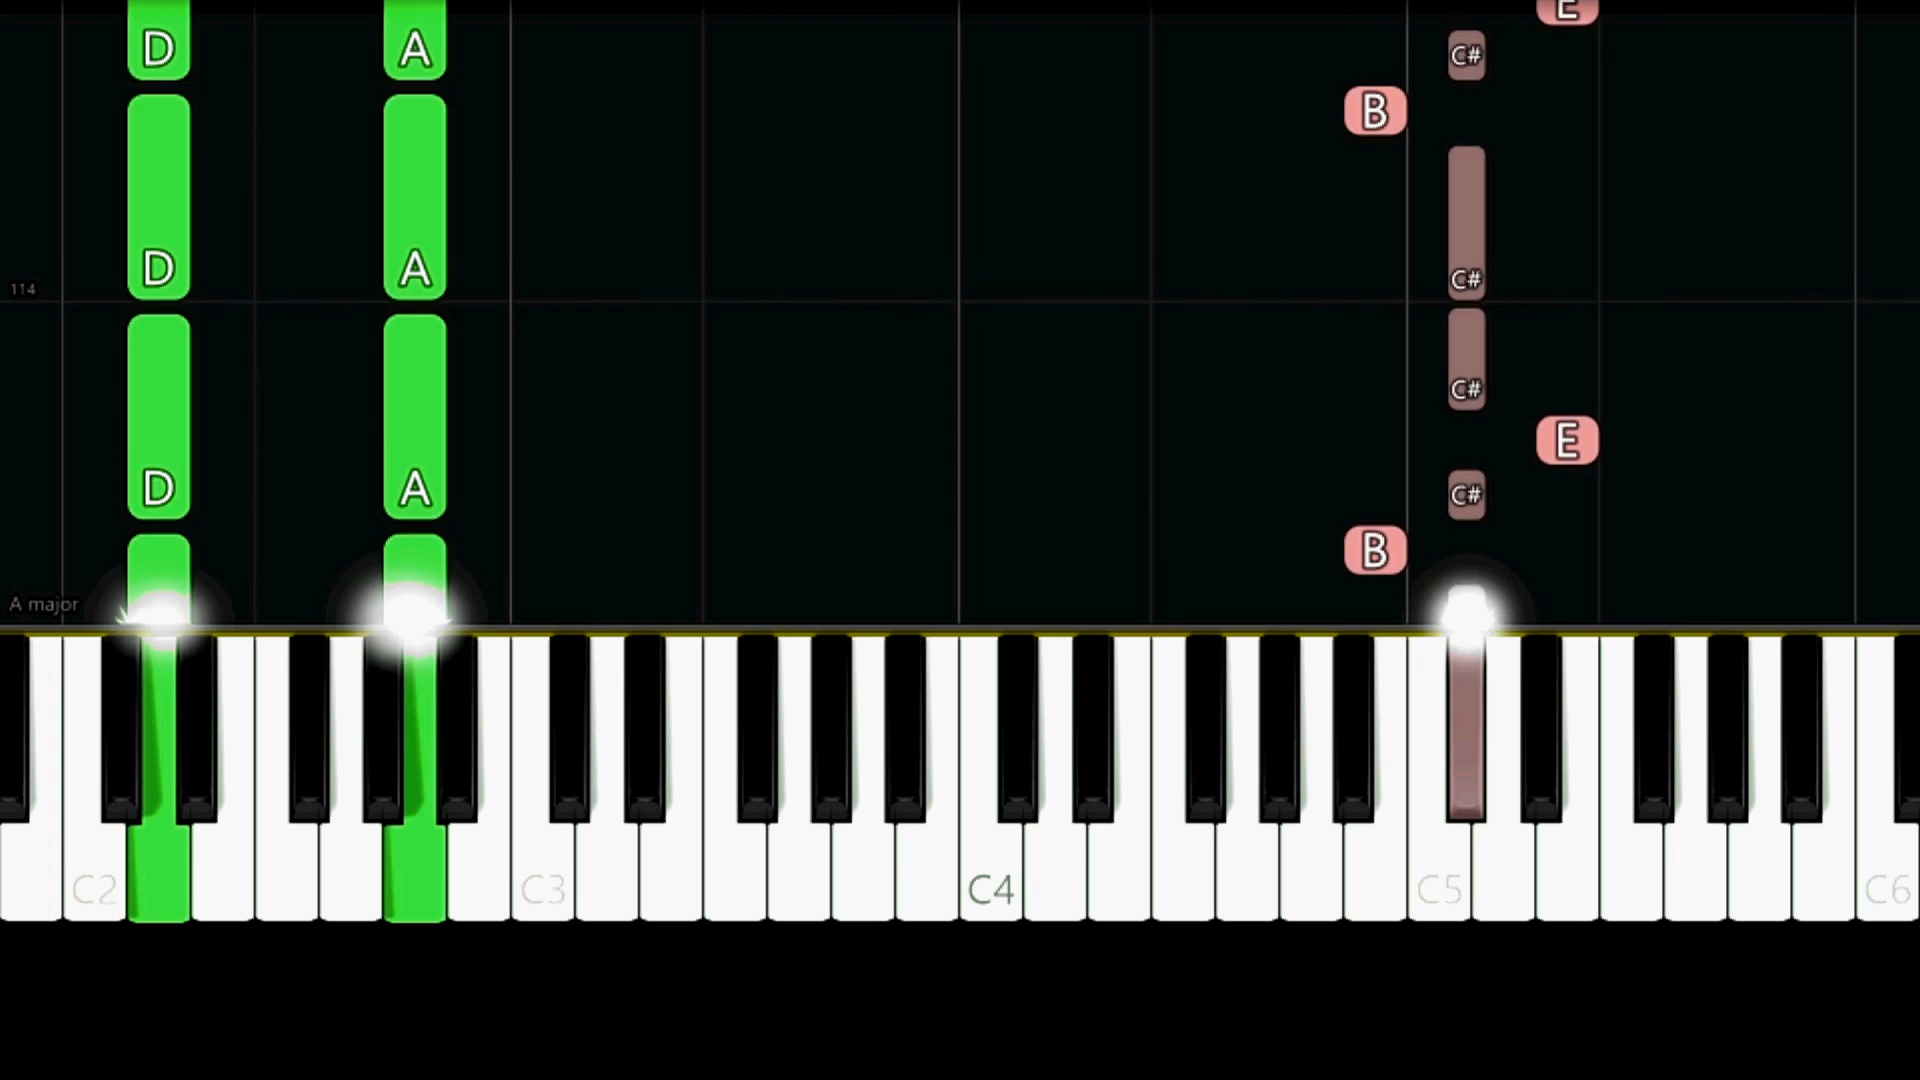 E
D A C#
B
D A C#
114
C#
E
D A C#
B
A major
C2 C3 C4 C5 C6